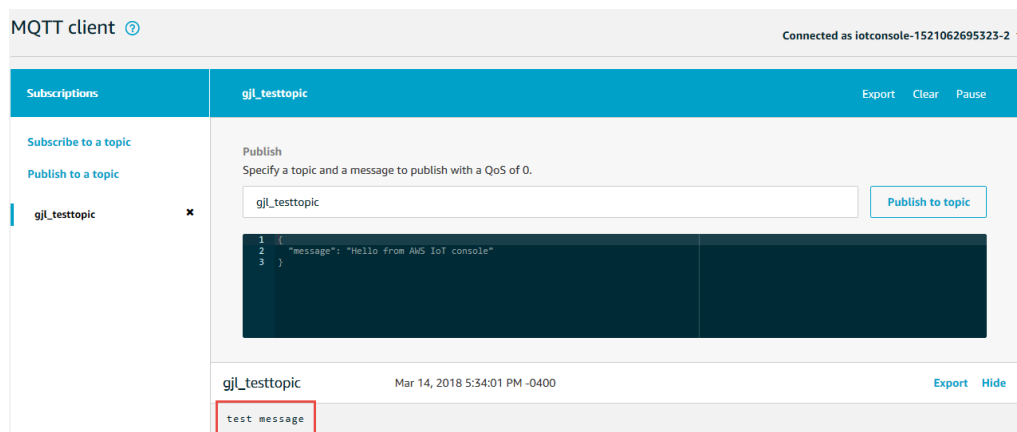 MQTT client ?
Connected as iotconsole-1521062695323-2
Subscriptions
gjl_testtopic
Export Clear Pause
Subscribe to a topic
Publish to a topic
gjl_testtopic ✖
Publish
Specify a topic and a message to publish with a QoS of 0.
gjl_testtopic
Publish to topic
1 {
2 "message": "Hello from AWS IoT console"
3 }
gjl_testtopic
Mar 14, 2018 5:34:01 PM -0400
Export Hide
test message